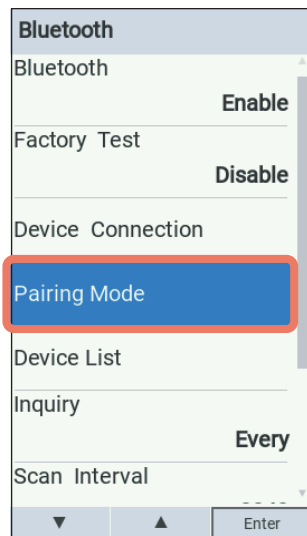 Bluetooth
Bluetooth
Enable
Factory Test
Disable
Device Connection
Pairing Mode
Device List
Inquiry
Every
Scan Interval
▼ ▲ Enter